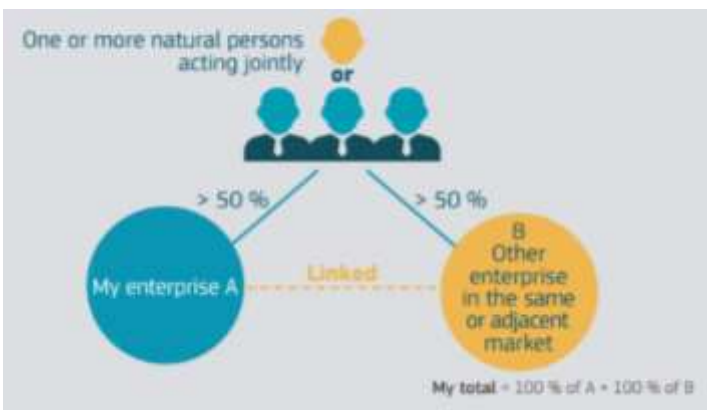 One or more natural persons
acting jointly
or
> 50 %
> 50 %
My enterprise A
Linked
B
Other
enterprise
in the same
or adjacent
market
My total = 100 % of A + 100 % of B